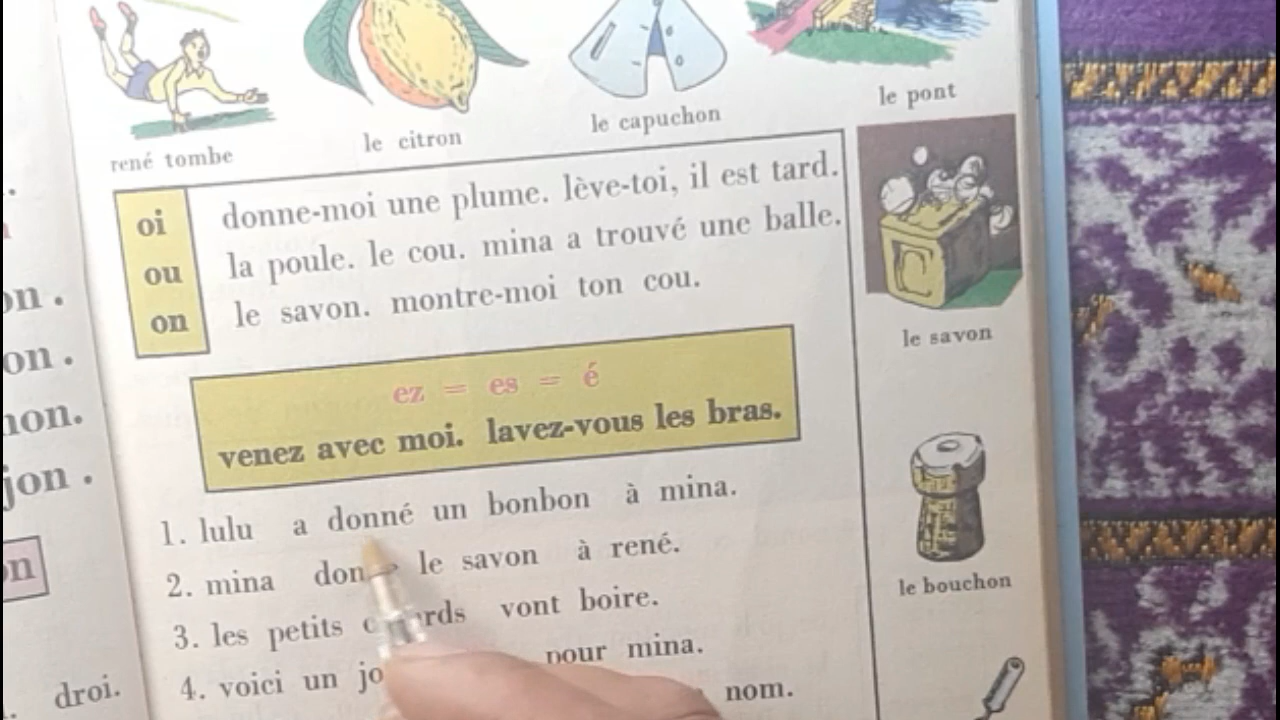 rené tombe
le citron
le capuchon
le pont
oi
ou
on
donne-moi une plume. lève-toi, il est tard.
la poule. le cou. mina a trouvé une balle.
le savon. montre-moi ton cou.
le savon
ez = es = é
venez avec moi. lavez-vous les bras.
le bouchon
1. lulu a donné un bonbon à mina.
2. mina le savon à rené.
3. les petits vont boire.
4. voici un pour mina.
nom.
on .
on .
jon .
on
droi.